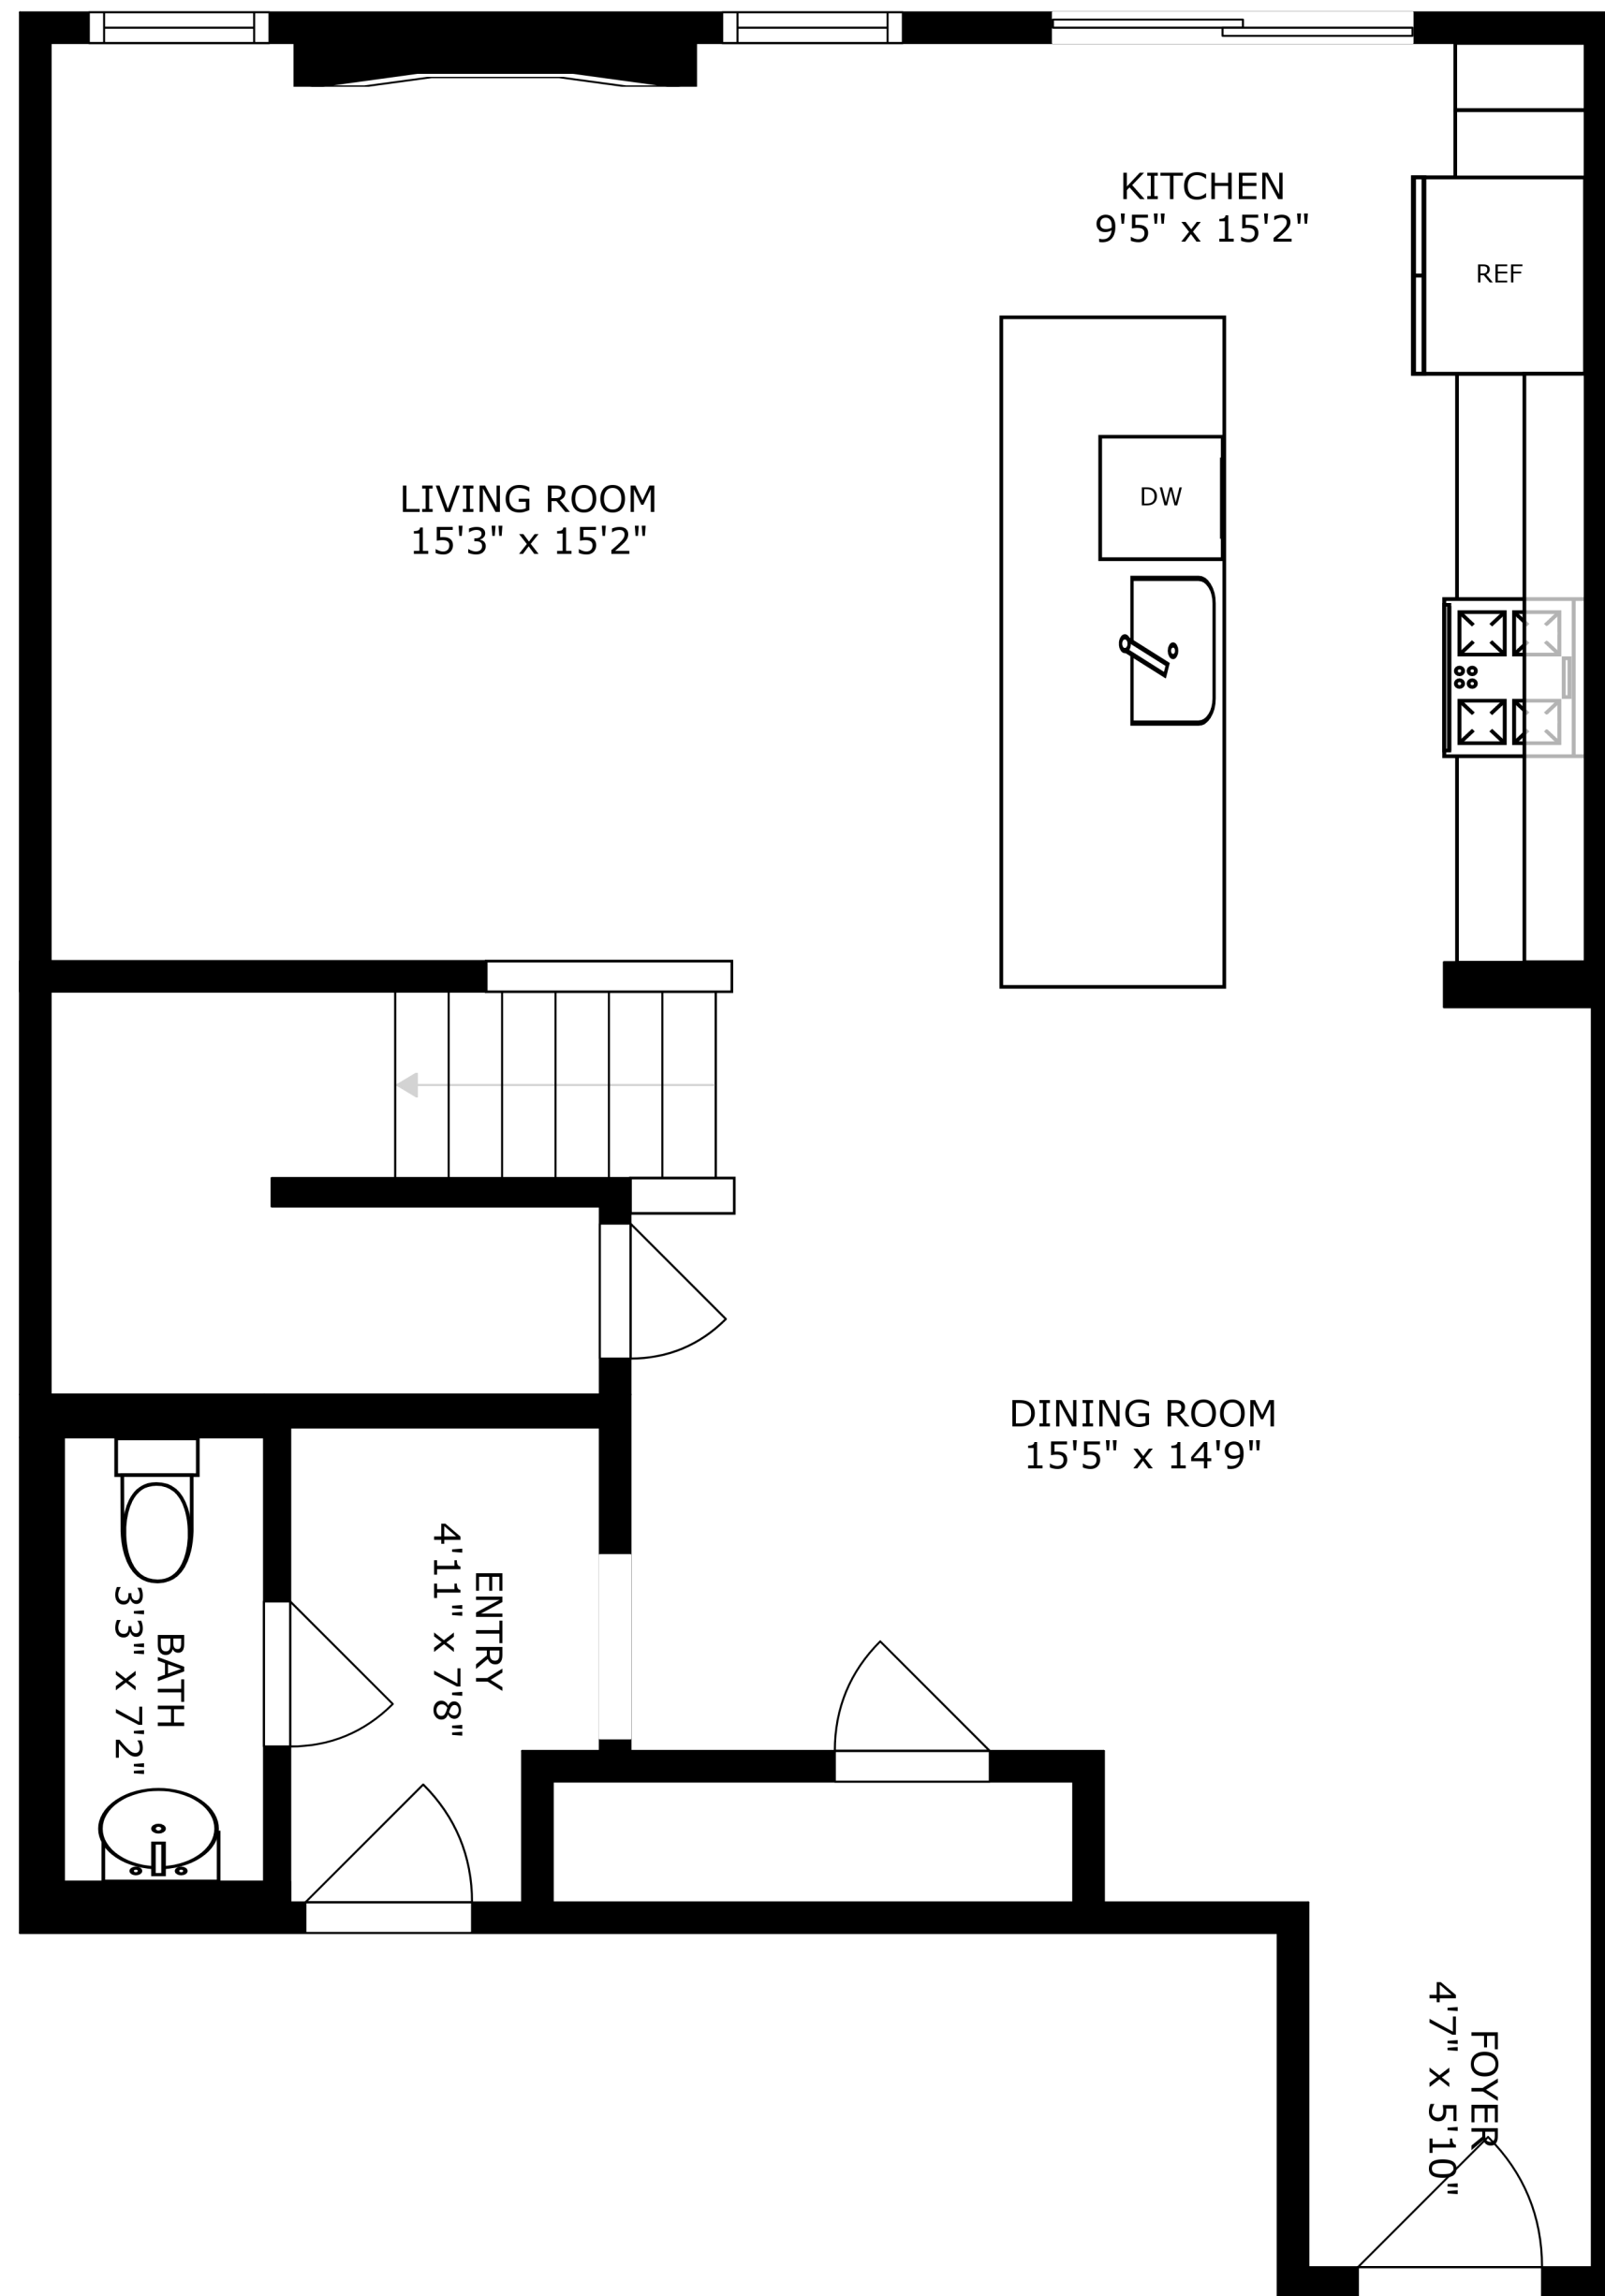 KITCHEN
9'5" x 15'2"
REF
LIVING ROOM
15'3" x 15'2"
DW
DINING ROOM
15'5" x 14'9"
ENTRY
4'11" x 7'8"
BATH
3'3" x 7'2"
FOYER
4'7" x 5'10"